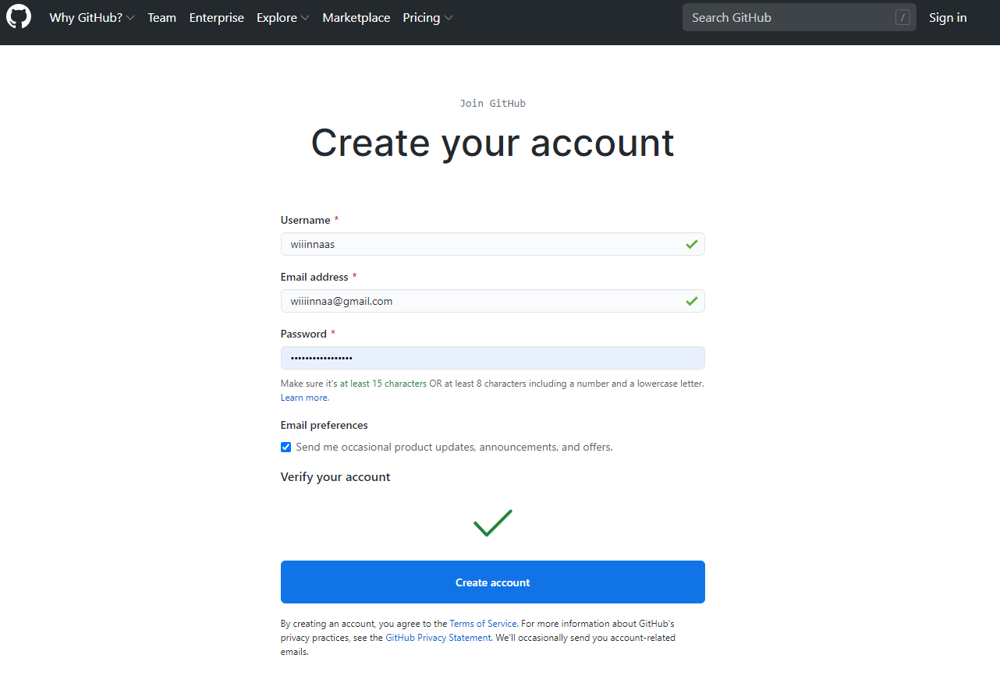 Why GitHub? Team Enterprise Explore Marketplace Pricing Search GitHub / Sign in
Join GitHub
Create your account
Username *
wiiinnaas
Email address *
wiiiinnaa@gmail.com
Password *
•••••••••••••••••
Make sure it's at least 15 characters OR at least 8 characters including a number and a lowercase letter.
Learn more.
Email preferences
Send me occasional product updates, announcements, and offers.
Verify your account
Create account
By creating an account, you agree to the Terms of Service. For more information about GitHub's
privacy practices, see the GitHub Privacy Statement. We'll occasionally send you account-related
emails.